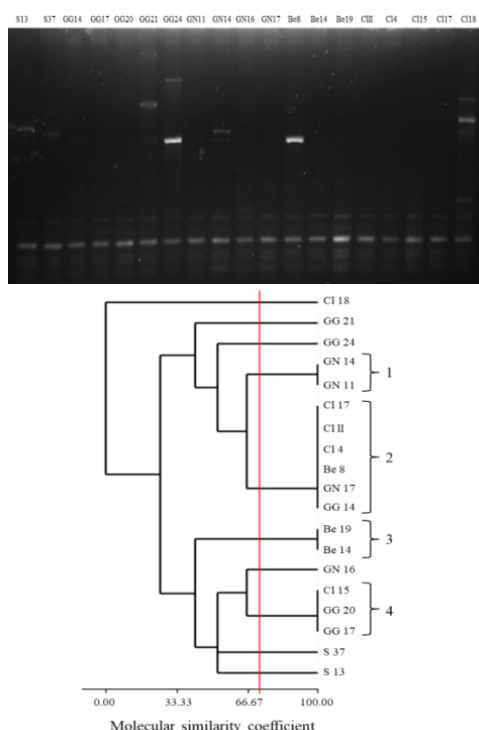 S13 S37 GG14 GG17 GG20 GG21 GG24 GN11 GN14 GN16 GN17 Be8 Be14 Be19 ClII Cl4 Cl15 Cl17 Cl18
Cl 18
GG 21
GG 24
GN 14
1
GN 11
Cl 17
Cl II
Cl 4
2
Be 8
GN 17
GG 14
Be 19
3
Be 14
GN 16
Cl 15
GG 20
4
GG 17
S 37
S 13
0.00 33.33 66.67 100.00
Molecular similarity coefficient